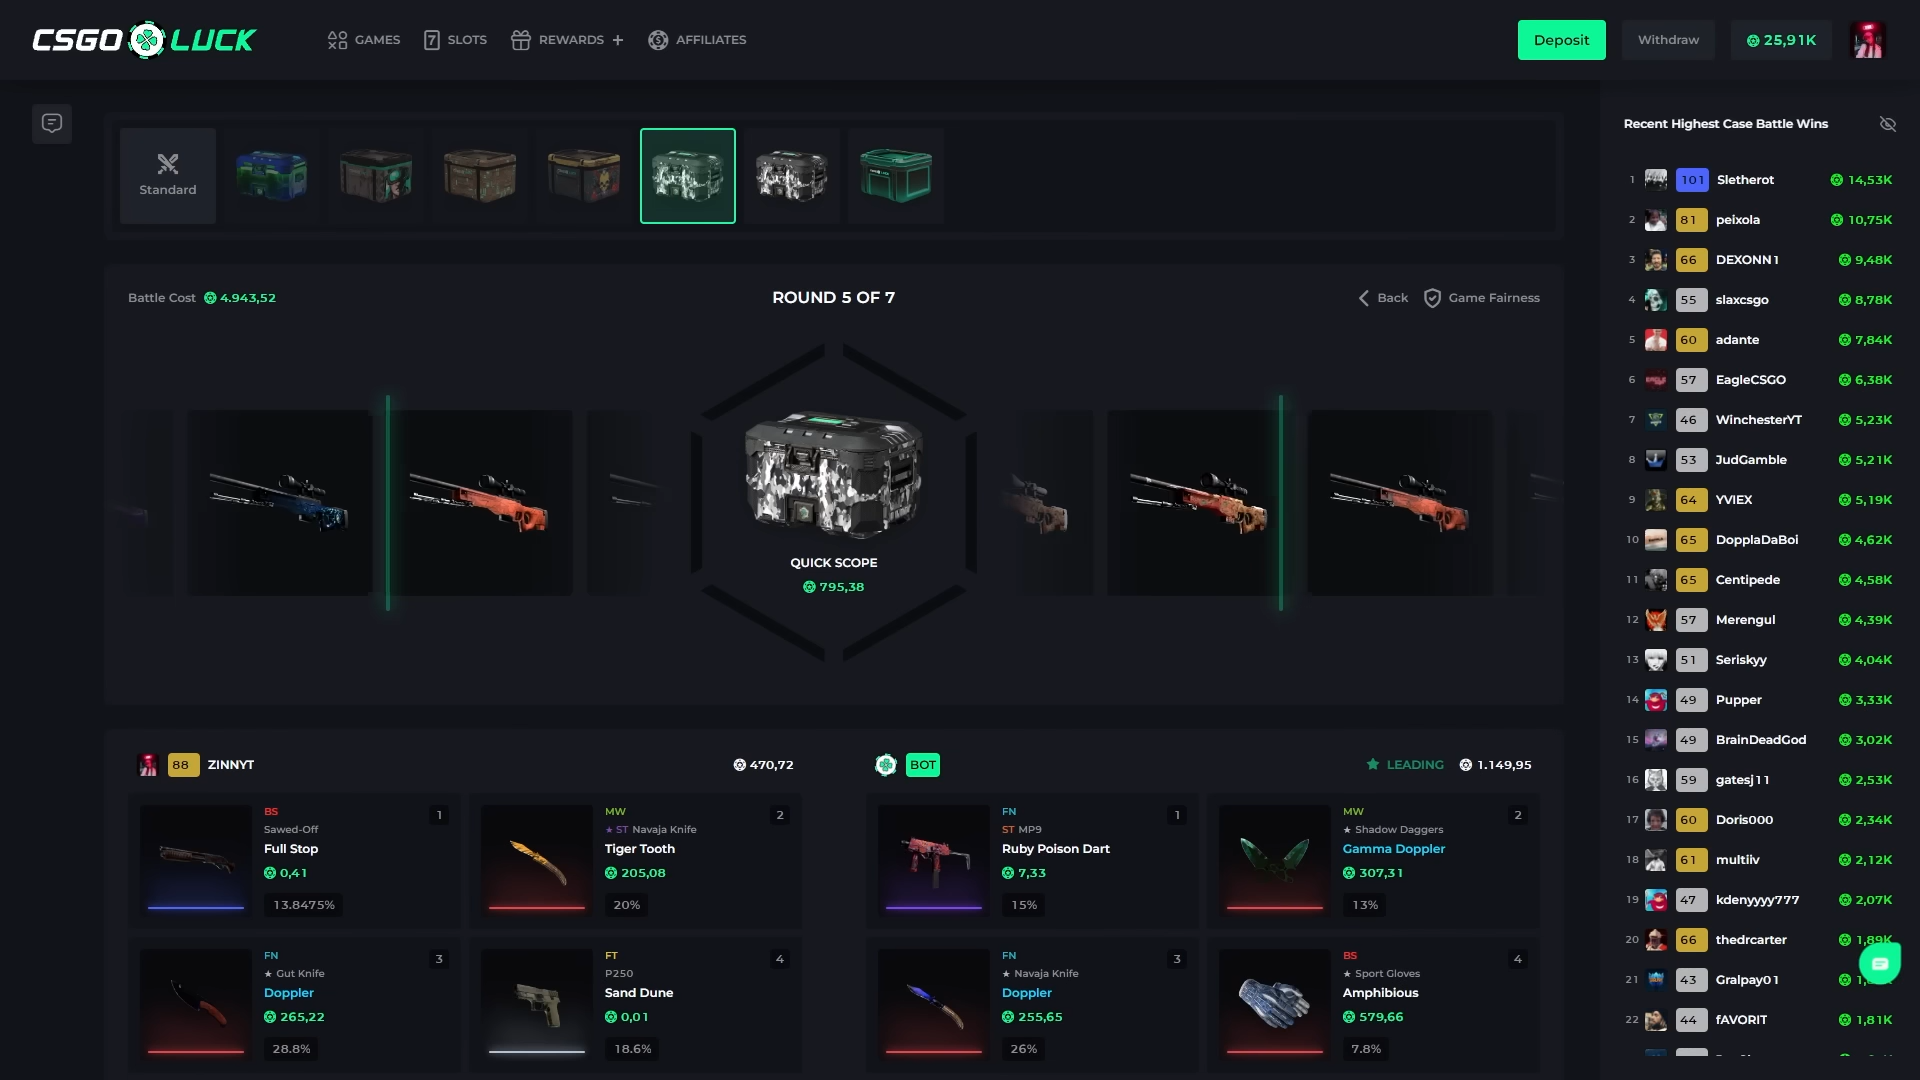 CSGO LUCK
GAMES
SLOTS
REWARDS
AFFILIATES
Deposit
Withdraw
25,91K
Standard
Battle Cost 4.943,52
ROUND 5 OF 7
Back
Game Fairness
QUICK SCOPE
795,38
88 ZINNYT
470,72
BS
Sawed-Off
Full Stop
0,41
13.8475%
1
MW
★ ST Navaja Knife
Tiger Tooth
205,08
20%
2
FN
★ Gut Knife
Doppler
265,22
28.8%
3
FT
P250
Sand Dune
0,01
18.6%
4
BOT
LEADING
1.149,95
FN
ST MP9
Ruby Poison Dart
7,33
15%
1
MW
★ Shadow Daggers
Gamma Doppler
307,31
13%
2
FN
★ Navaja Knife
Doppler
255,65
26%
3
BS
★ Sport Gloves
Amphibious
579,66
7.8%
4
Recent Highest Case Battle Wins
1 101 Sletherot 14,53K
2 81 peixola 10,75K
3 66 DEXONN1 9,48K
4 55 slaxcsgo 8,78K
5 60 adante 7,84K
6 57 EagleCSGO 6,38K
7 46 WinchesterYT 5,23K
8 53 JudGamble 5,21K
9 64 YVIEX 5,19K
10 65 DopplaDaBoi 4,62K
11 65 Centipede 4,58K
12 57 Merengul 4,39K
13 51 Seriskyy 4,04K
14 49 Pupper 3,33K
15 49 BrainDeadGod 3,02K
16 59 gatesj11 2,53K
17 60 Doris000 2,34K
18 61 multiiv 2,12K
19 47 kdenyyyy777 2,07K
20 66 thedrcarter 1,89K
21 43 Gralpay01
22 44 fAVORIT 1,81K